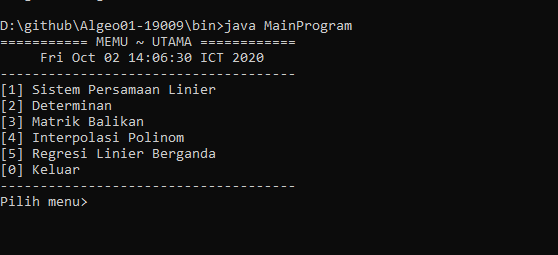 D:\github\Algeo01-19009\bin>java MainProgram
=========== MEMU ~ UTAMA ============
Fri Oct 02 14:06:30 ICT 2020
-------------------------------------
[1] Sistem Persamaan Linier
[2] Determinan
[3] Matrik Balikan
[4] Interpolasi Polinom
[5] Regresi Linier Berganda
[0] Keluar
-------------------------------------
Pilih menu>